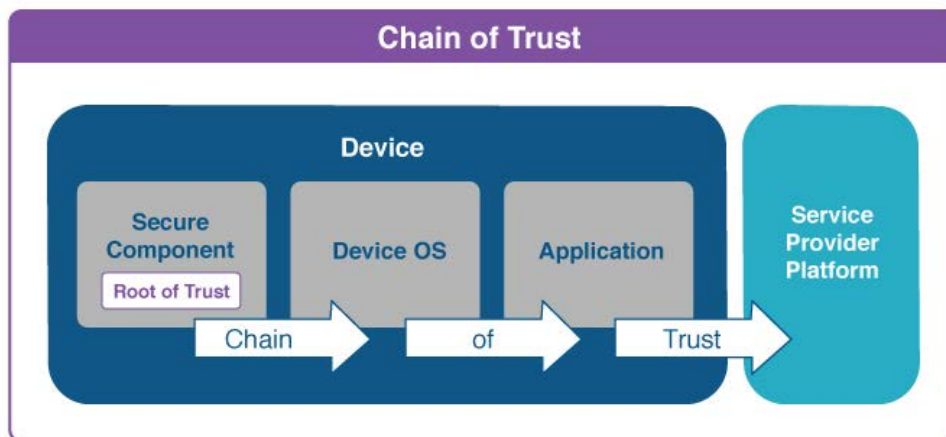 Chain of Trust
Device
Secure
Component
Root of Trust
Device OS
Application
Service
Provider
Platform
Chain
of
Trust